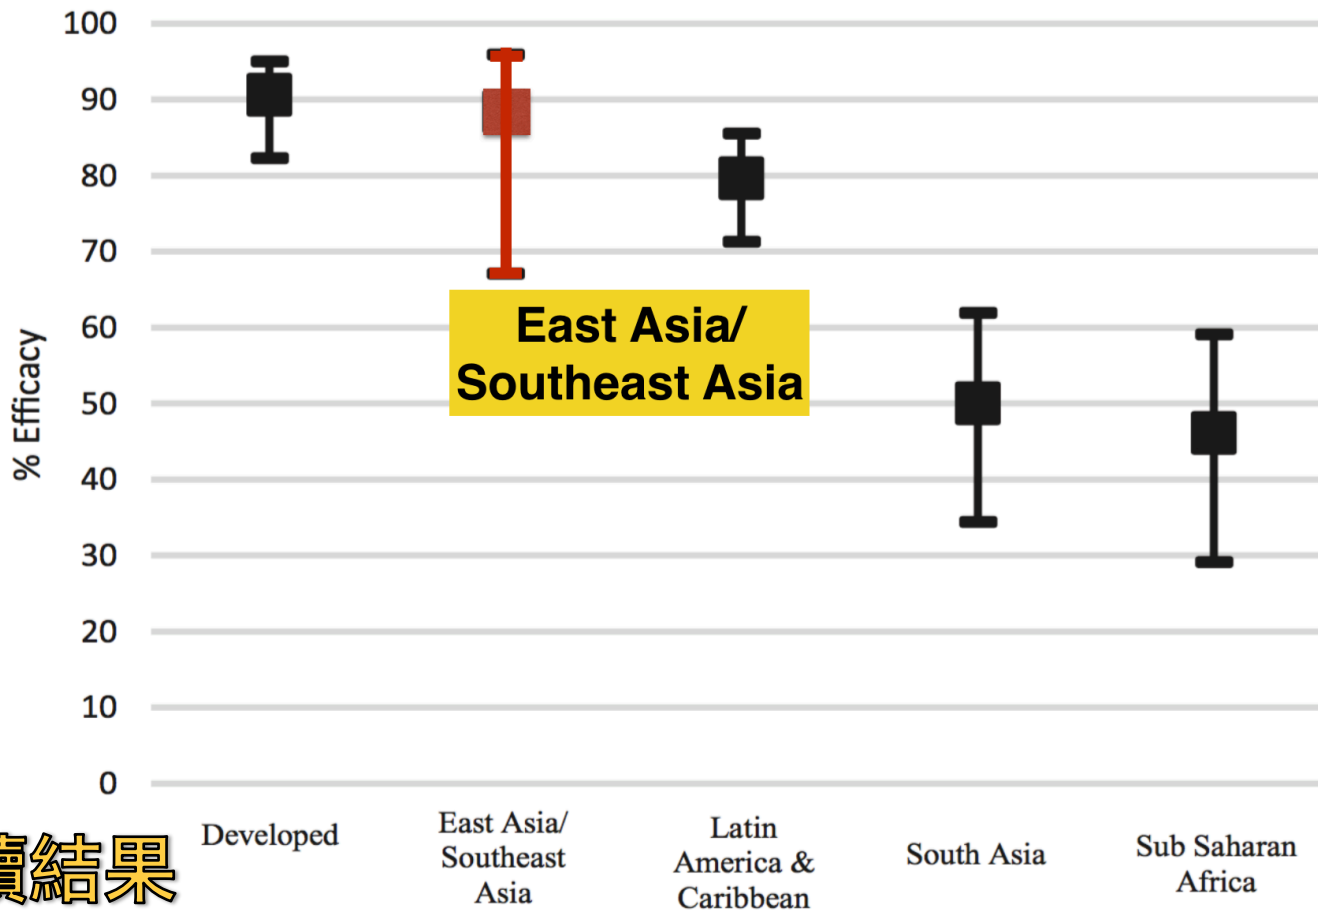 100
90
80
70
60
50
40
30
20
10
0
% Efficacy
East Asia/
Southeast Asia
Developed
East Asia/
Southeast
Asia
Latin
America &
Caribbean
South Asia
Sub Saharan
Africa
結果